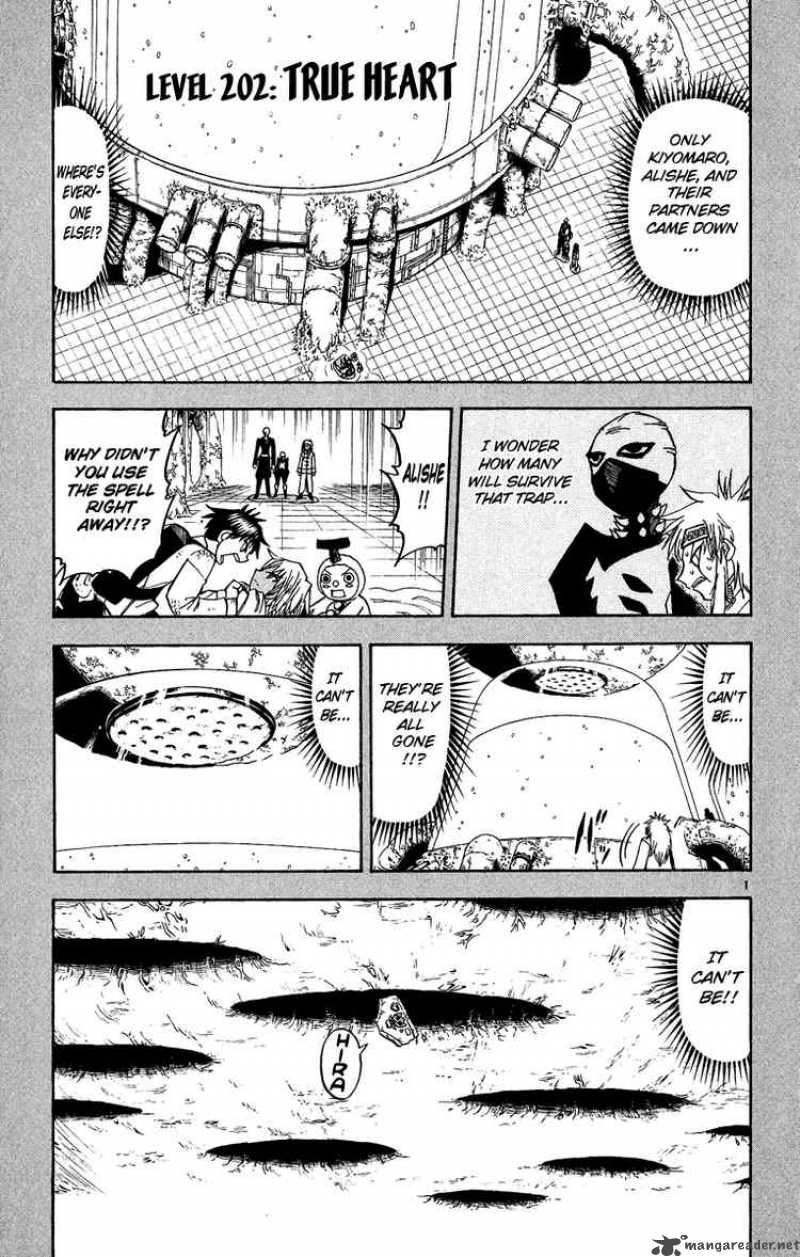 LEVEL 202: TRUE HEART
ONLY
KIYOMARO,
ALISHE, AND
THEIR
PARTNERS
CAME DOWN
...
WHERE'S
EVERY-
ONE
ELSE!?
I WONDER
HOW MANY
WILL SURVIVE
THAT TRAP...
ALISHE
!!
WHY DIDN'T
YOU USE
THE SPELL
RIGHT
AWAY!!?
IT
CAN'T
BE...
THEY'RE
REALLY
ALL
GONE
!!?
IT
CAN'T
BE...
1
IT
CAN'T
BE!!
HIRA
mangareader.net